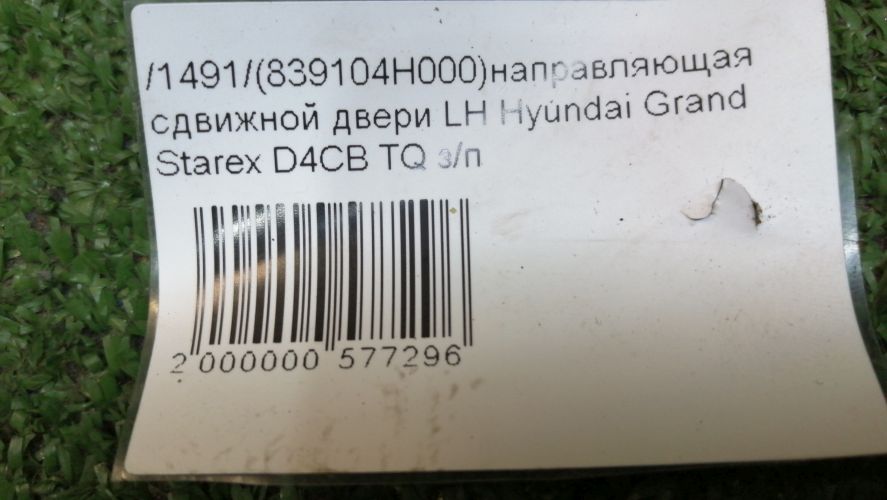 /1491/(839104H000)направляющая
сдвижной двери LH Hyundai Grand
Starex D4CB TQ з/п
2 000000 577296